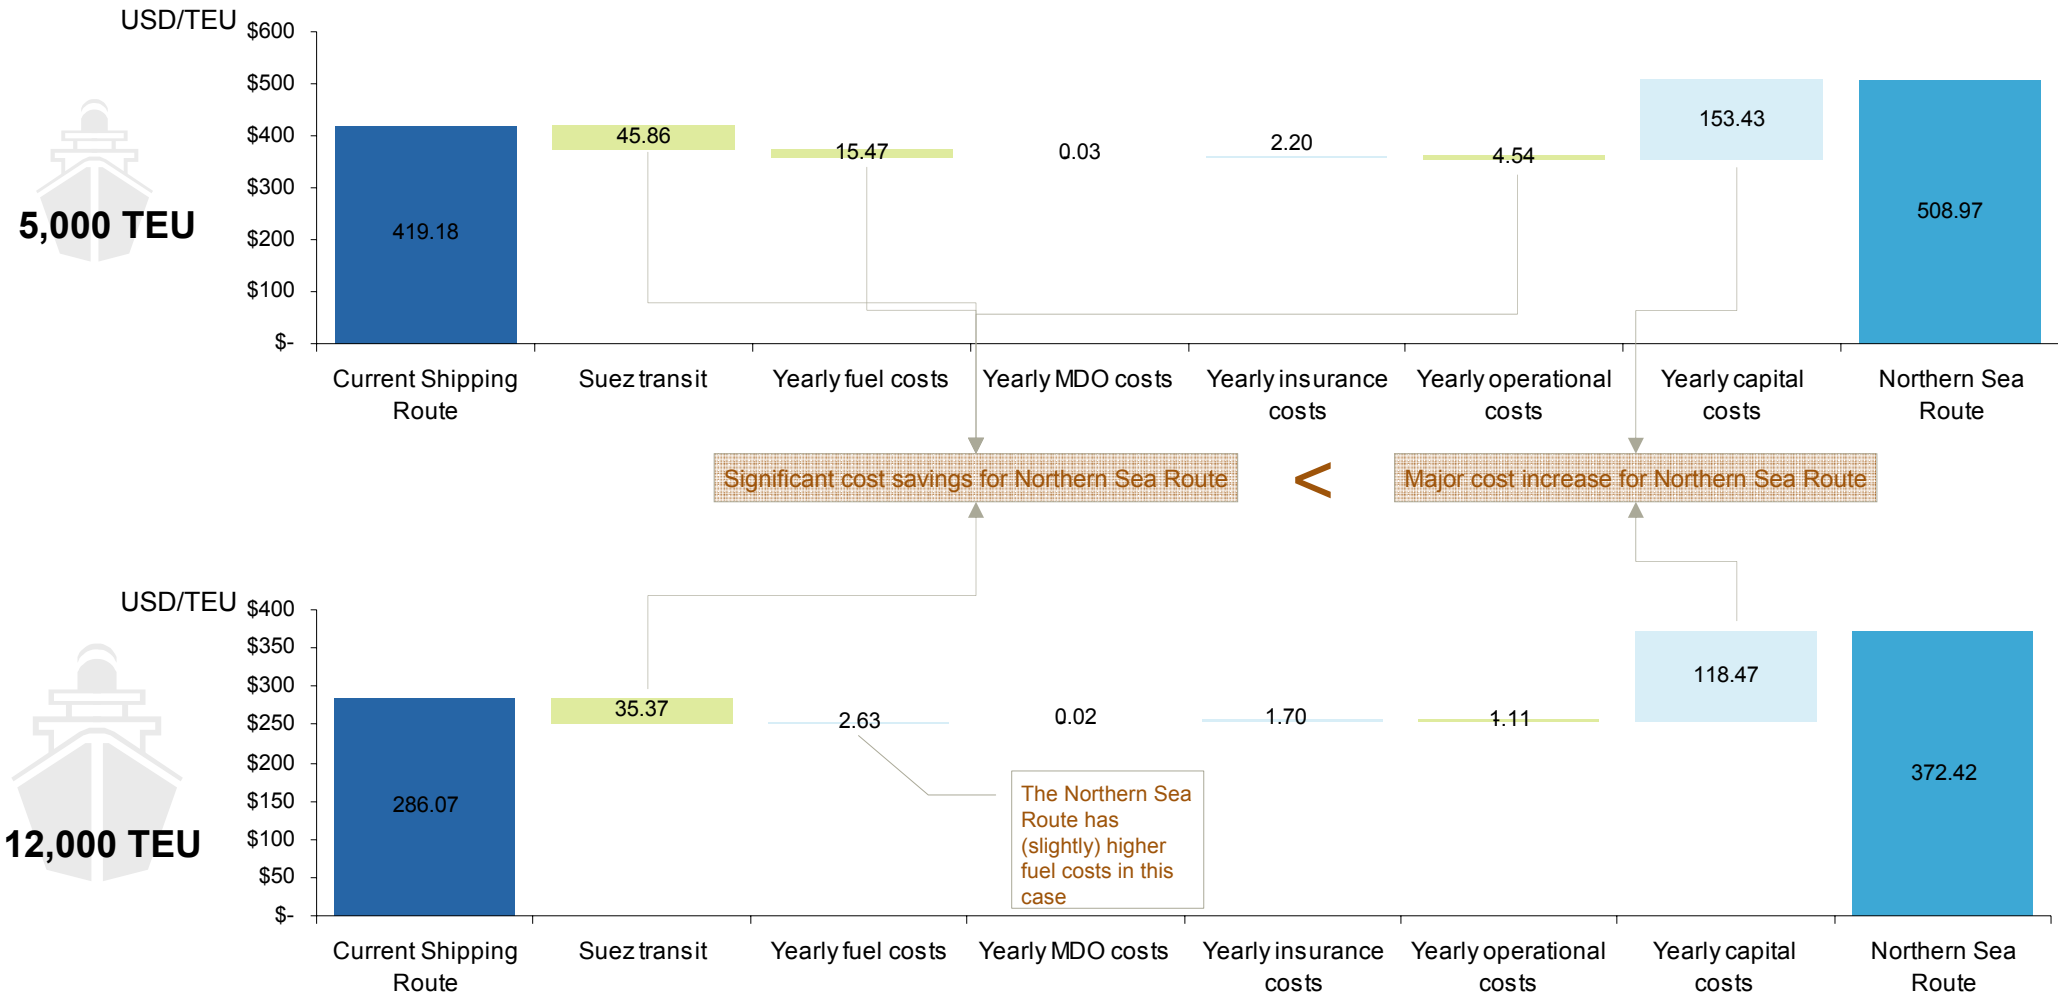 USD/TEU
$600
$500
$400
$300
$200
$100
$-
5,000 TEU
419.18
45.86
15.47
0.03
2.20
4.54
153.43
508.97
Current Shipping
Route
Suez transit
Yearly fuel costs
Yearly MDO costs
Yearly insurance
costs
Yearly operational
costs
Yearly capital
costs
Northern Sea
Route
Significant cost savings for Northern Sea Route
<
Major cost increase for Northern Sea Route
USD/TEU
$400
$350
$300
$250
$200
$150
$100
$50
$-
12,000 TEU
286.07
35.37
2.63
0.02
1.70
1.11
118.47
372.42
The Northern Sea
Route has
(slightly) higher
fuel costs in this
case
Current Shipping
Route
Suez transit
Yearly fuel costs
Yearly MDO costs
Yearly insurance
costs
Yearly operational
costs
Yearly capital
costs
Northern Sea
Route